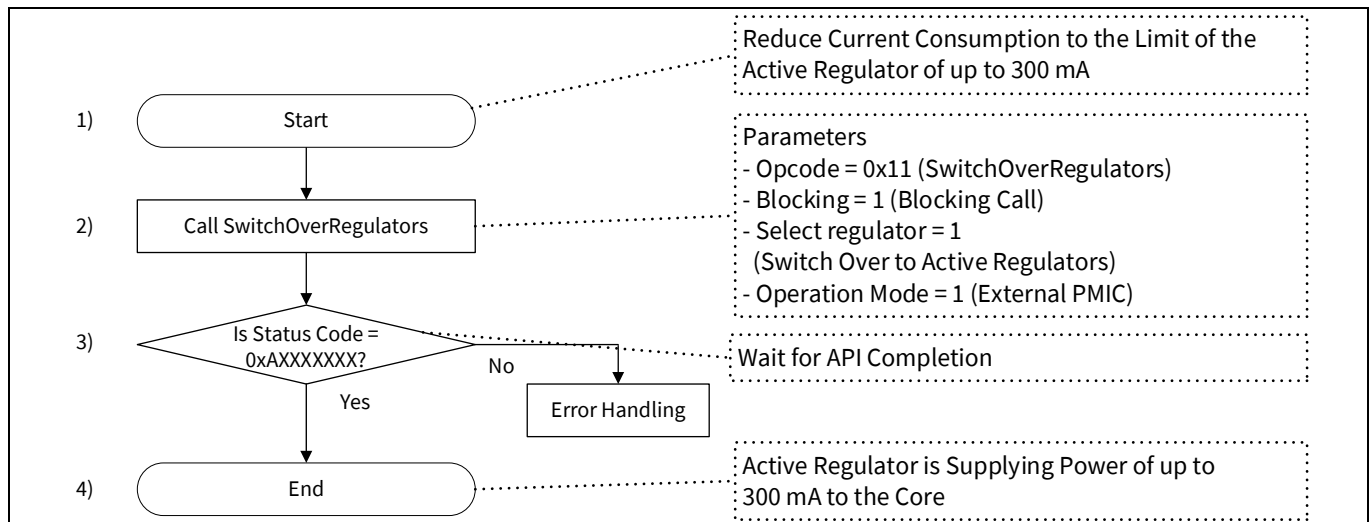 Reduce Current Consumption to the Limit of the
Active Regulator of up to 300 mA
1)
Start
Parameters
- Opcode = 0x11 (SwitchOverRegulators)
- Blocking = 1 (Blocking Call)
- Select regulator = 1
(Switch Over to Active Regulators)
- Operation Mode = 1 (External PMIC)
2)
Call SwitchOverRegulators
3)
Is Status Code =
0xAXXXXXXX?
No
Yes
Wait for API Completion
Error Handling
4)
End
Active Regulator is Supplying Power of up to
300 mA to the Core